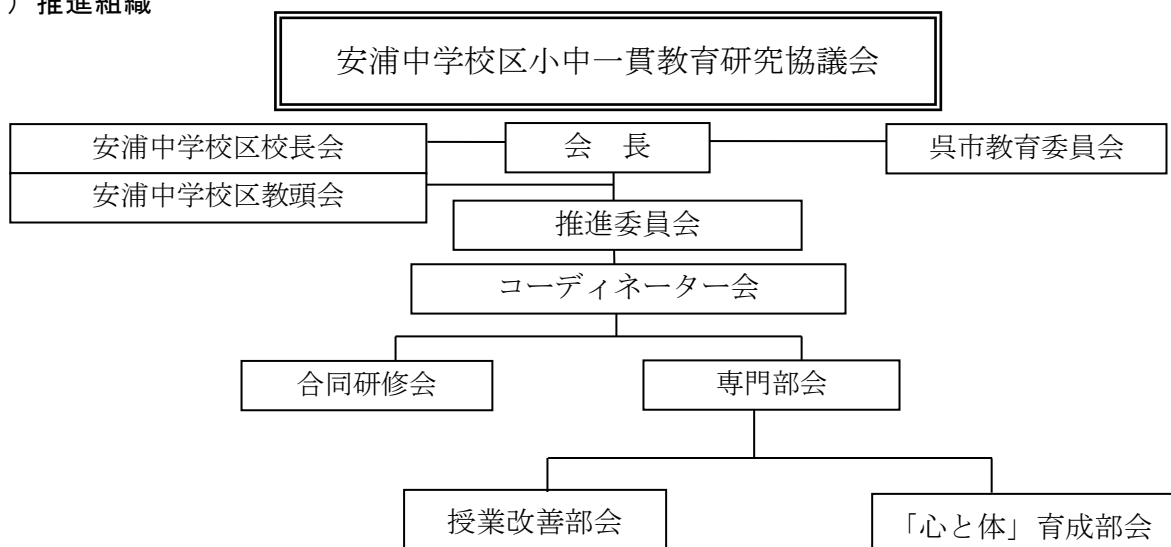 ）推進組織
安浦中学校区小中一貫教育研究協議会
安浦中学校区校長会
会　長
呉市教育委員会
安浦中学校区教頭会
推進委員会
コーディネーター会
合同研修会
専門部会
授業改善部会
「心と体」育成部会